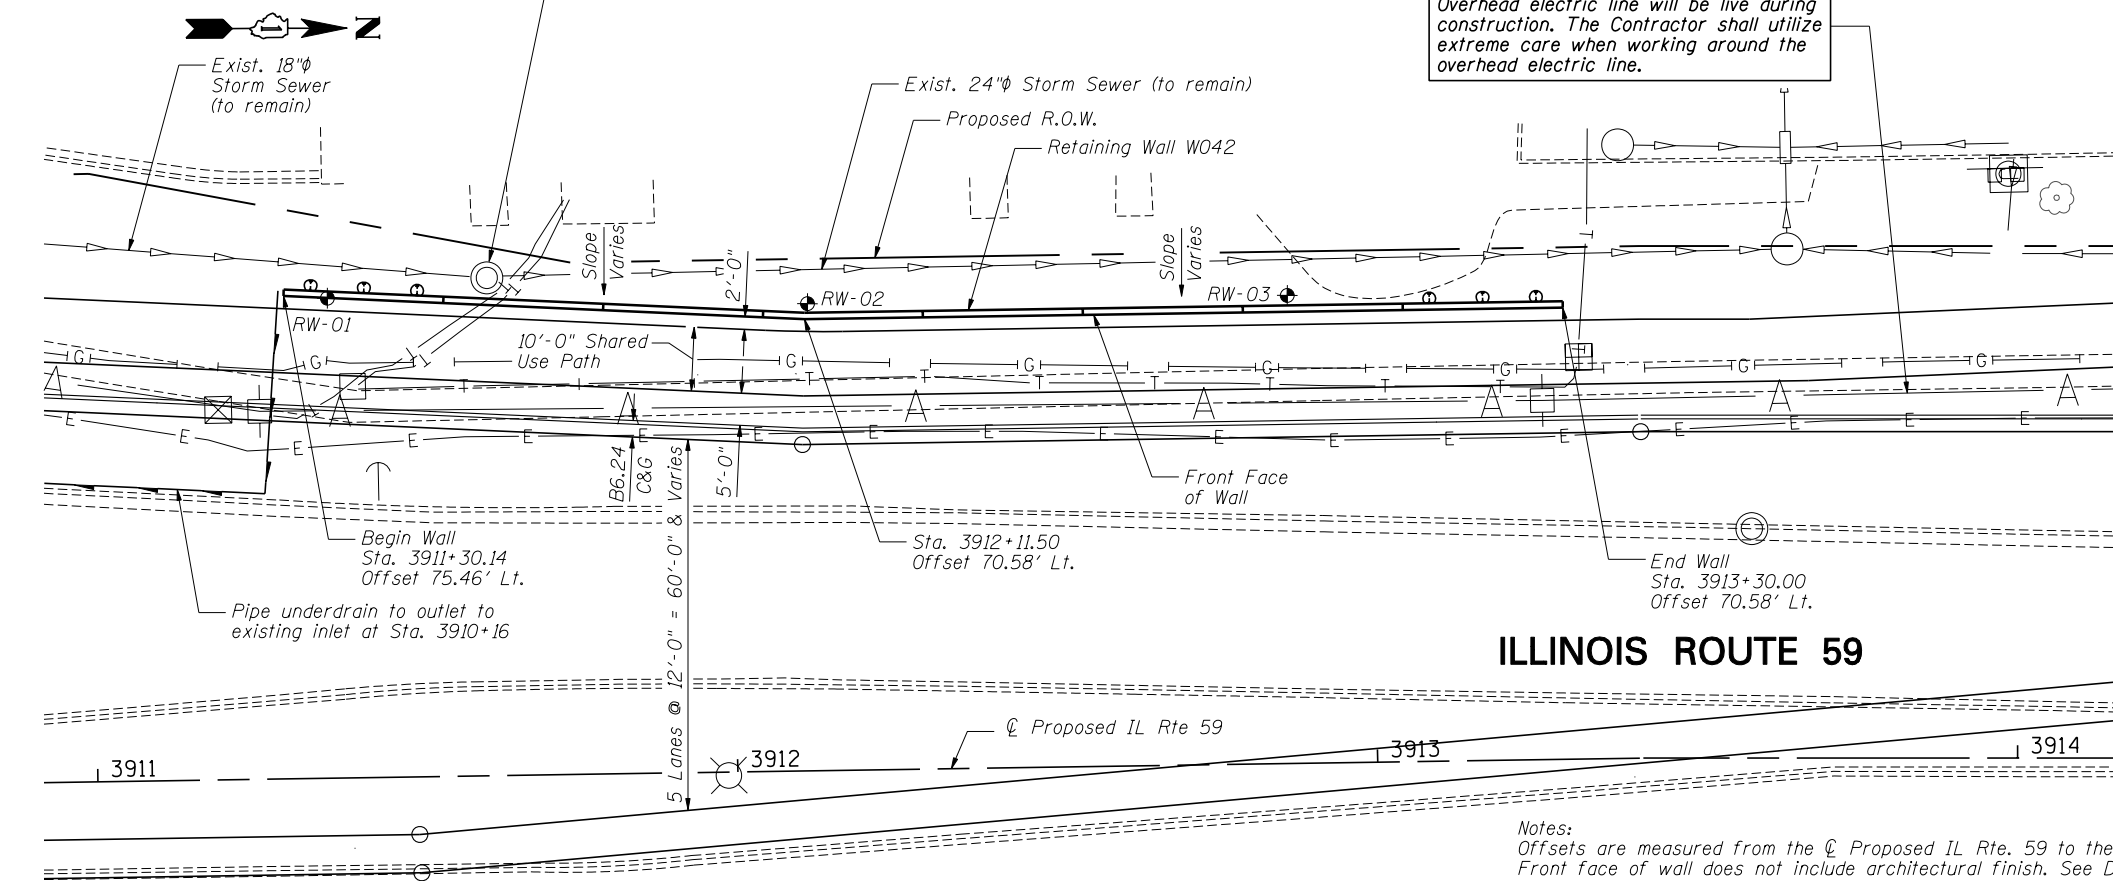 Overhead electric line will be live during
construction. The Contractor shall utilize
extreme care when working around the
overhead electric line.
1
N
Exist. 18"ϕ
Storm Sewer
(to remain)
Exist. 24"ϕ Storm Sewer (to remain)
Proposed R.O.W.
Retaining Wall W042
Slope
Varies
2'-0"
Slope
Varies
RW-01
RW-02
RW-03
10'-0" Shared
Use Path
G G G G G G G G
T T T T T T T T T T
A A A A A A A A
E E E E E E E E E E E E E E E E E E
B6.24
C&G
5'-0"
5 Lanes @ 12'-0" = 60'-0" & Varies
Front Face
of Wall
Begin Wall
Sta. 3911+30.14
Offset 75.46' Lt.
Sta. 3912+11.50
Offset 70.58' Lt.
End Wall
Sta. 3913+30.00
Offset 70.58' Lt.
Pipe underdrain to outlet to
existing inlet at Sta. 3910+16
ILLINOIS ROUTE 59
℄ Proposed IL Rte 59
3911
3912
3913
3914
Notes:
Offsets are measured from the ℄ Proposed IL Rte. 59 to the
Front face of wall does not include architectural finish. See D